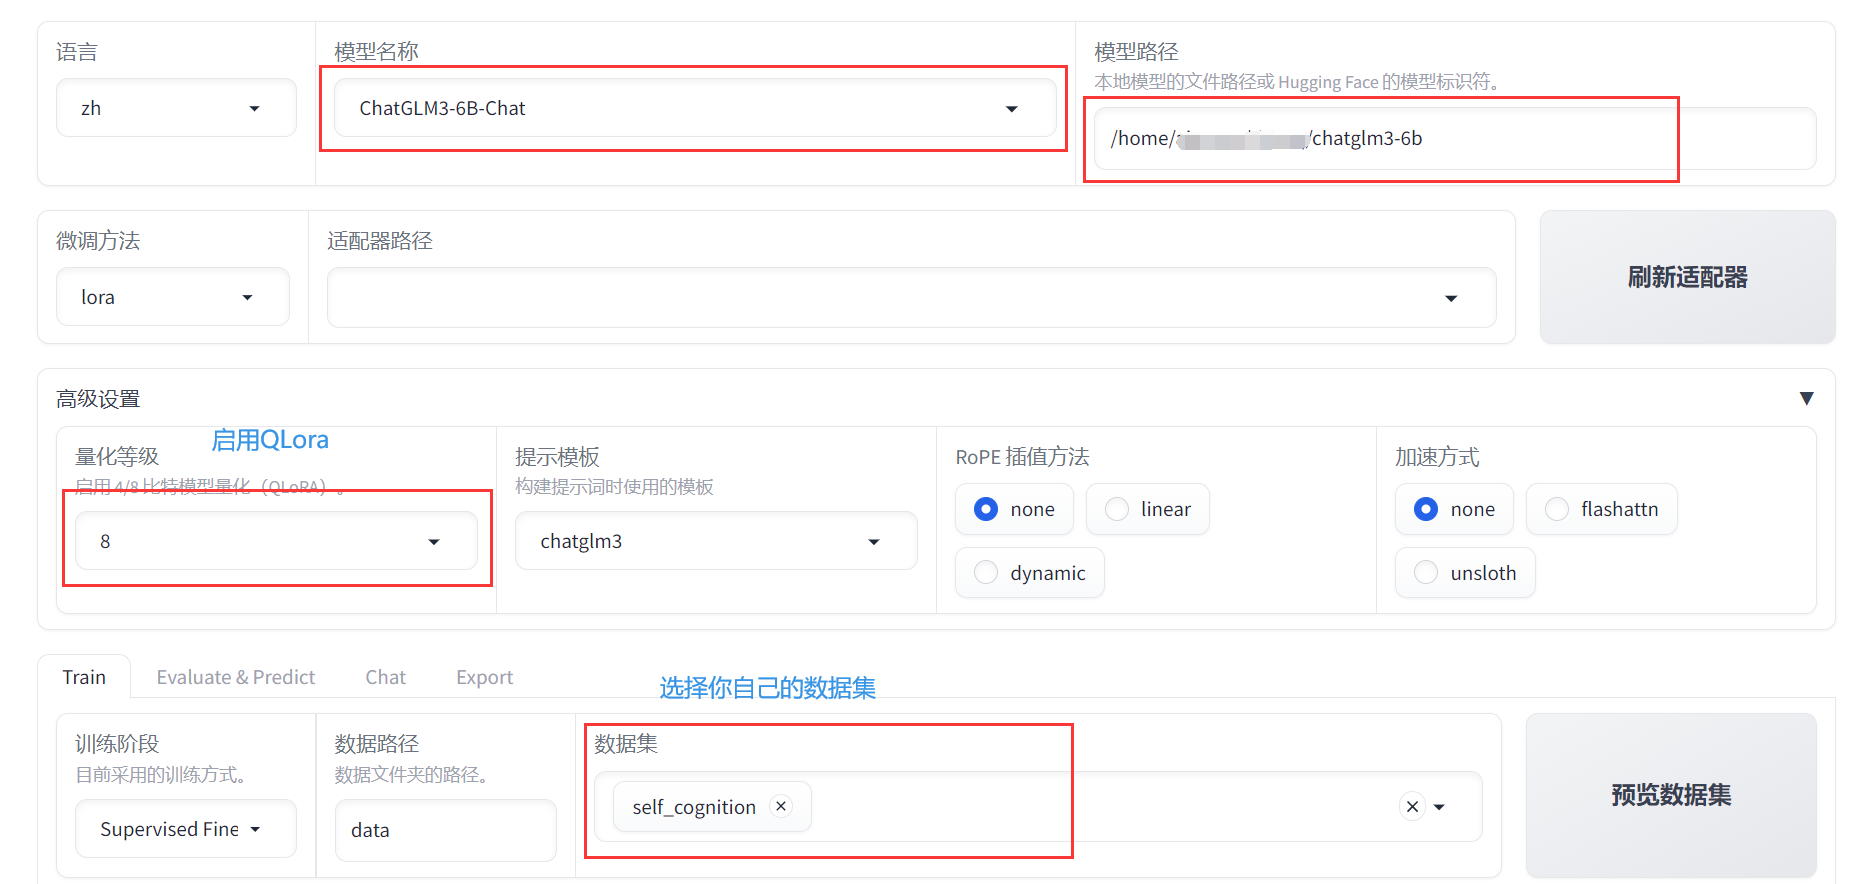 语言
zh
模型名称
ChatGLM3-6B-Chat
模型路径
本地模型的文件路径或 Hugging Face 的模型标识符。
/home/ /chatglm3-6b
微调方法
lora
适配器路径
刷新适配器
高级设置
启用QLora
量化等级
启用 4/8 比特模型量化（QLoRA）。
8
提示模板
构建提示词时使用的模板
chatglm3
RoPE 插值方法
none
linear
dynamic
加速方式
none
flashattn
unsloth
Train
Evaluate & Predict
Chat
Export
选择你自己的数据集
训练阶段
目前采用的训练方式。
Supervised Fine
数据路径
数据文件夹的路径。
data
数据集
self_cognition
预览数据集